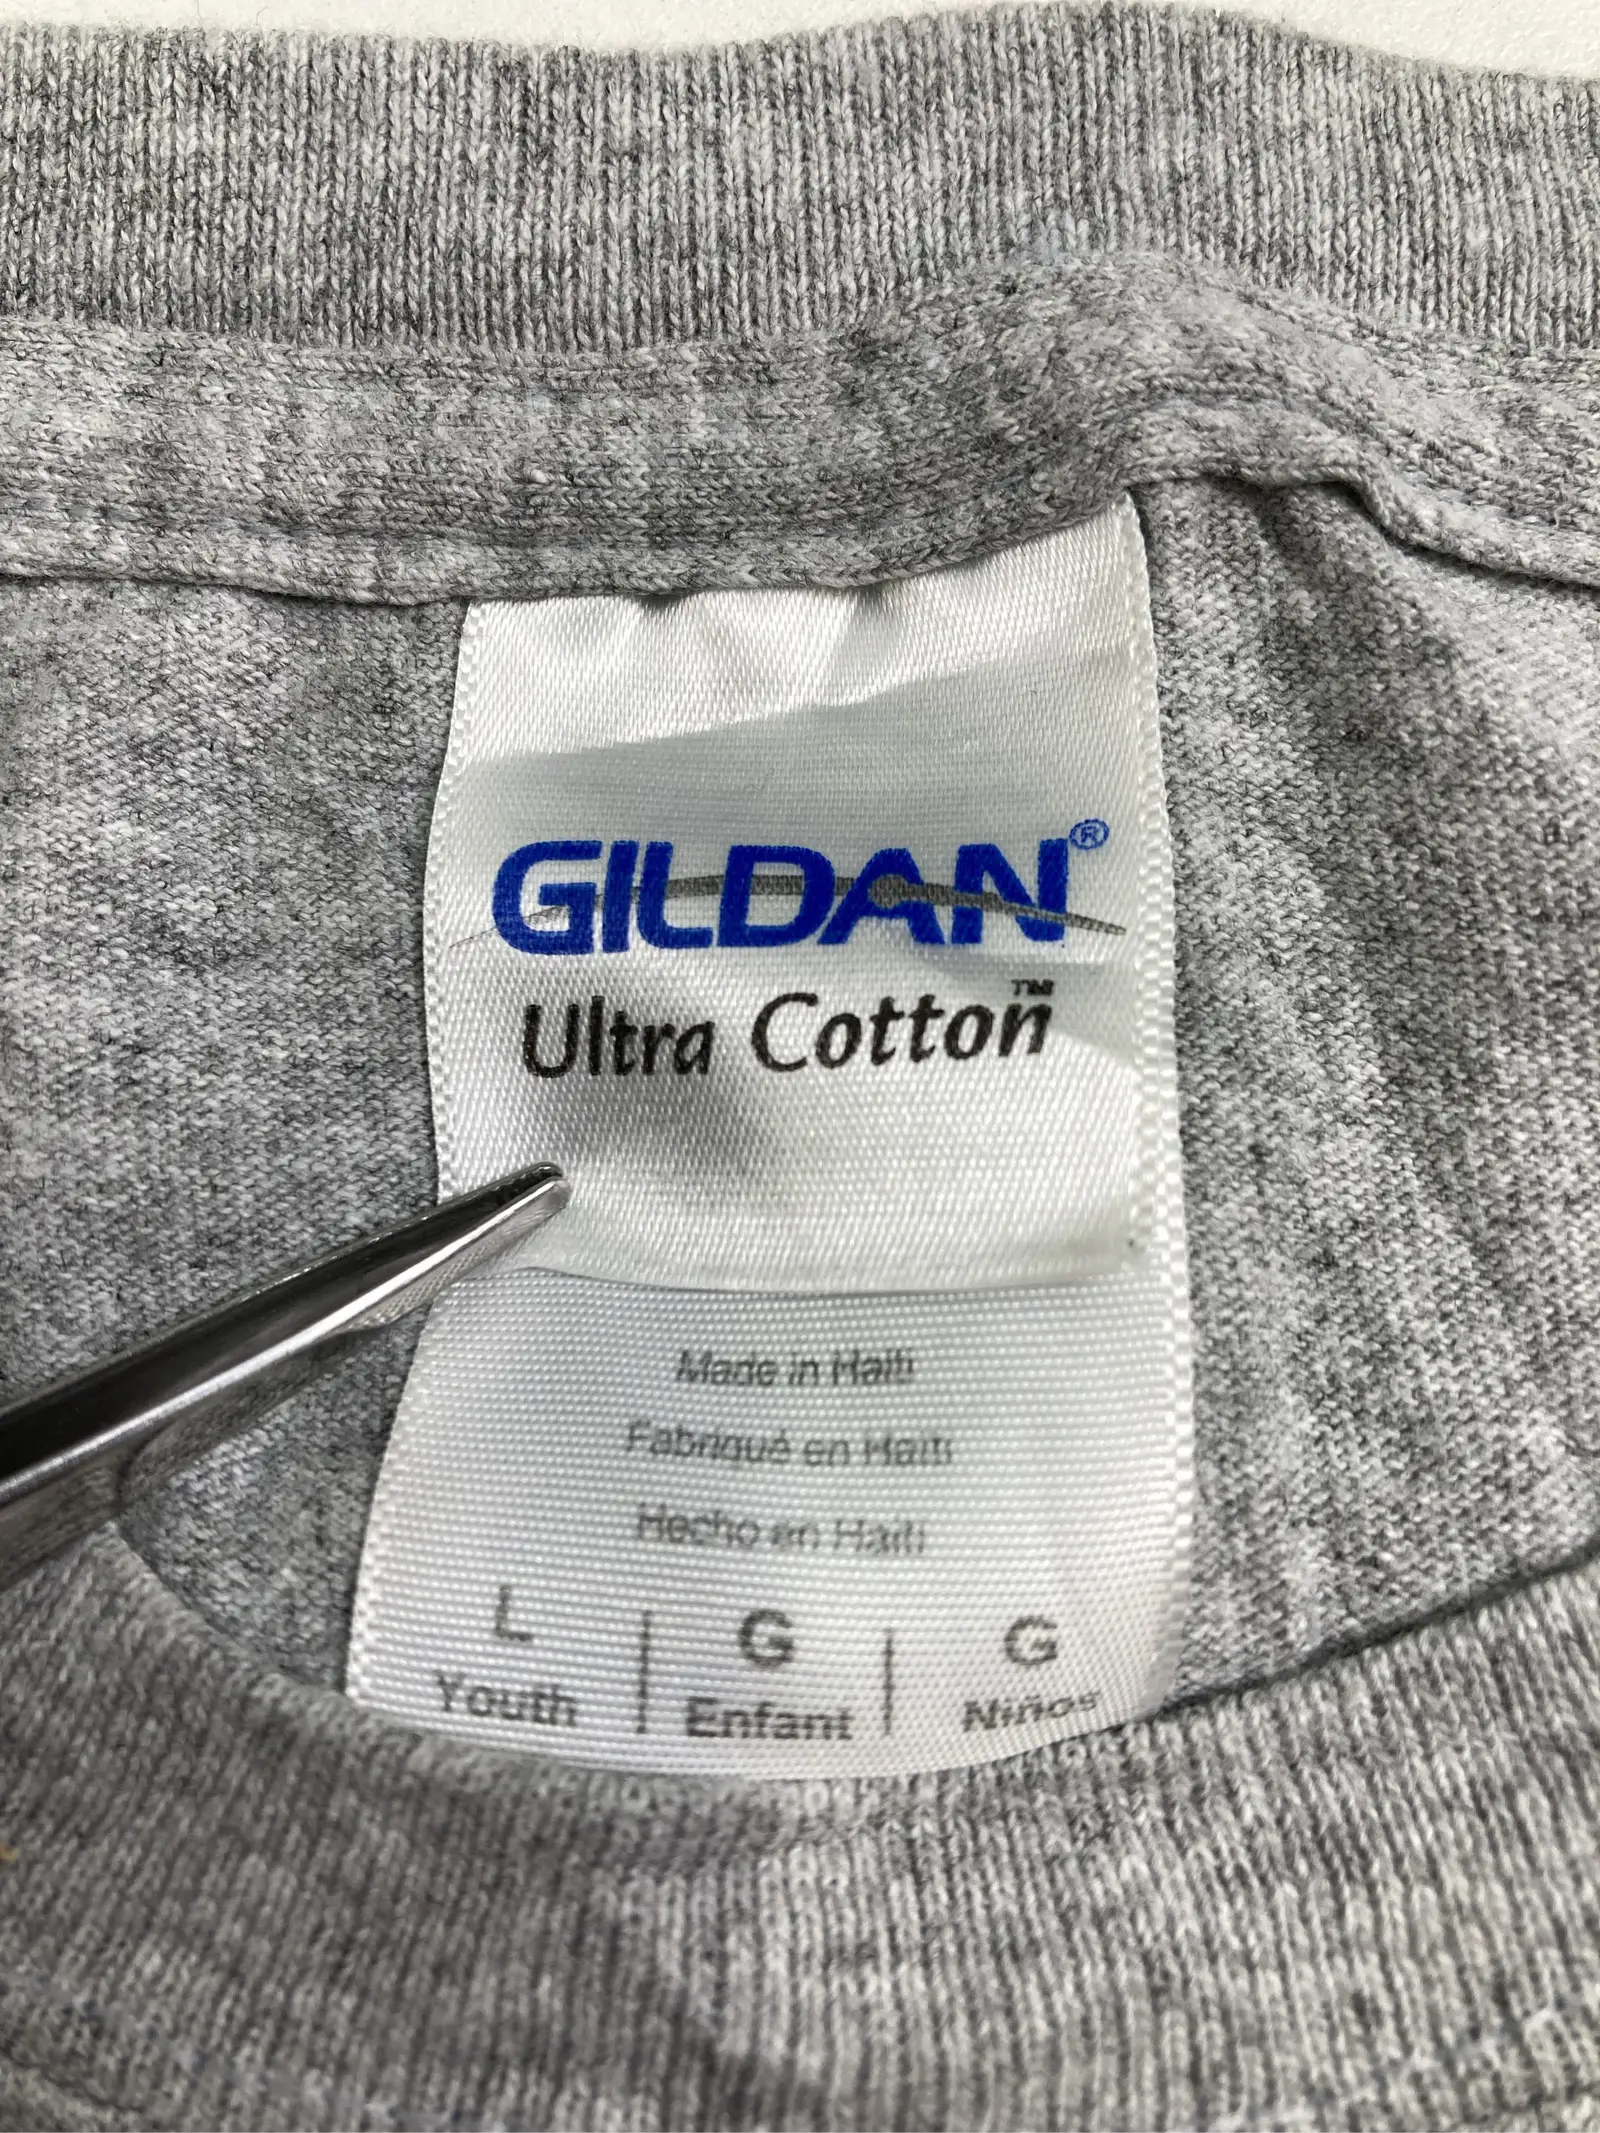 GILDAN®
Ultra Cotton™
Made in Haiti
Fabriqué en Haïti
Hecho en Haití
L | G | G
Youth | Enfant | Niños